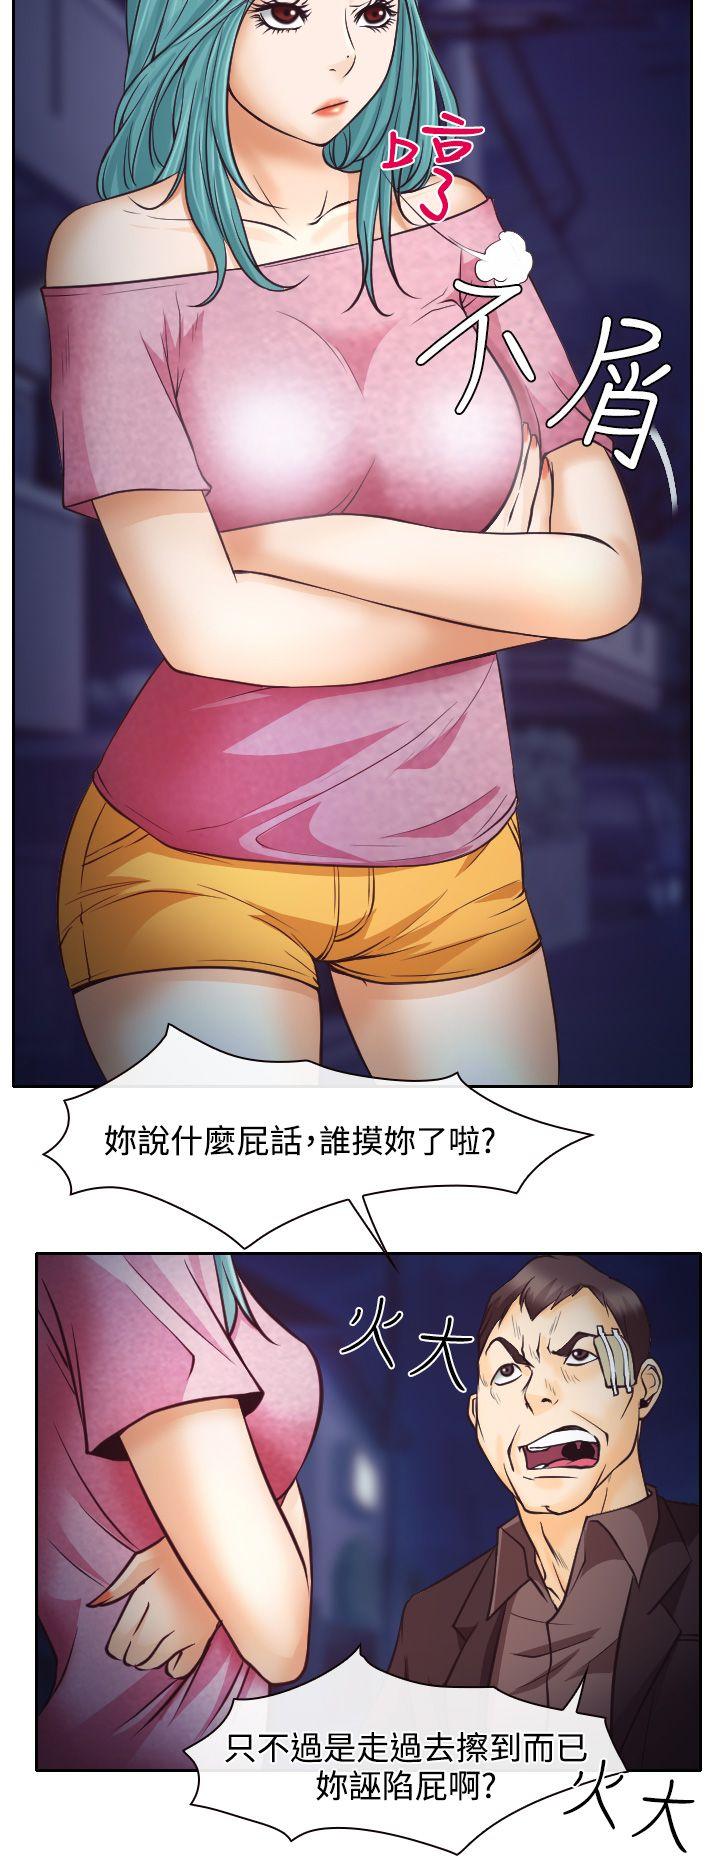 哼
不屑
妳說什麼屁話，誰摸妳了啦？
火大
只不過是走過去擦到而已
妳誣陷屁啊？
火大